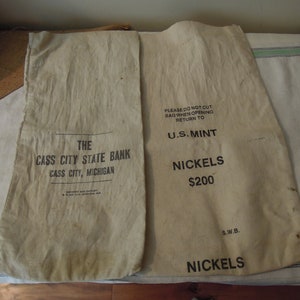 THE
CASS CITY STATE BANK
CASS CITY, MICHIGAN
PLEASE DO NOT CUT
BAG WHEN OPENING
RETURN TO
U.S. MINT
NICKELS
$200
S.W.B.
NICKELS